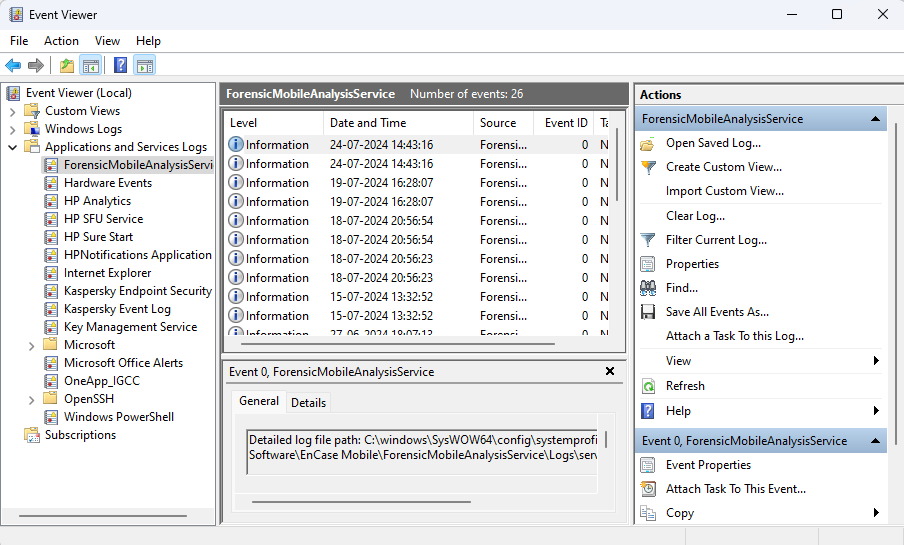 Event Viewer
File Action View Help
Event Viewer (Local)
Custom Views
Windows Logs
Applications and Services Logs
ForensicMobileAnalysisServi
Hardware Events
HP Analytics
HP SFU Service
HP Sure Start
HPNotifications Application
Internet Explorer
Kaspersky Endpoint Security
Kaspersky Event Log
Key Management Service
Microsoft
Microsoft Office Alerts
OneApp_IGCC
OpenSSH
Windows PowerShell
Subscriptions
ForensicMobileAnalysisService Number of events: 26
Level Date and Time Source Event ID Ta
Information 24-07-2024 14:43:16 Forensi... 0 N
Information 24-07-2024 14:43:16 Forensi... 0 N
Information 19-07-2024 16:28:07 Forensi... 0 N
Information 19-07-2024 16:28:07 Forensi... 0 N
Information 18-07-2024 20:56:54 Forensi... 0 N
Information 18-07-2024 20:56:54 Forensi... 0 N
Information 18-07-2024 20:56:23 Forensi... 0 N
Information 18-07-2024 20:56:23 Forensi... 0 N
Information 15-07-2024 13:32:52 Forensi... 0 N
Information 15-07-2024 13:32:52 Forensi... 0 N
Information 27-06-2024 18:07:13 Forensi... 0 N
Event 0, ForensicMobileAnalysisService
General Details
Detailed log file path: C:\windows\SysWOW64\config\systemprofi
Software\EnCase Mobile\ForensicMobileAnalysisService\Logs\serv
Actions
ForensicMobileAnalysisService
Open Saved Log...
Create Custom View...
Import Custom View...
Clear Log...
Filter Current Log...
Properties
Find...
Save All Events As...
Attach a Task To this Log...
View
Refresh
Help
Event 0, ForensicMobileAnalysisService
Event Properties
Attach Task To This Event...
Copy